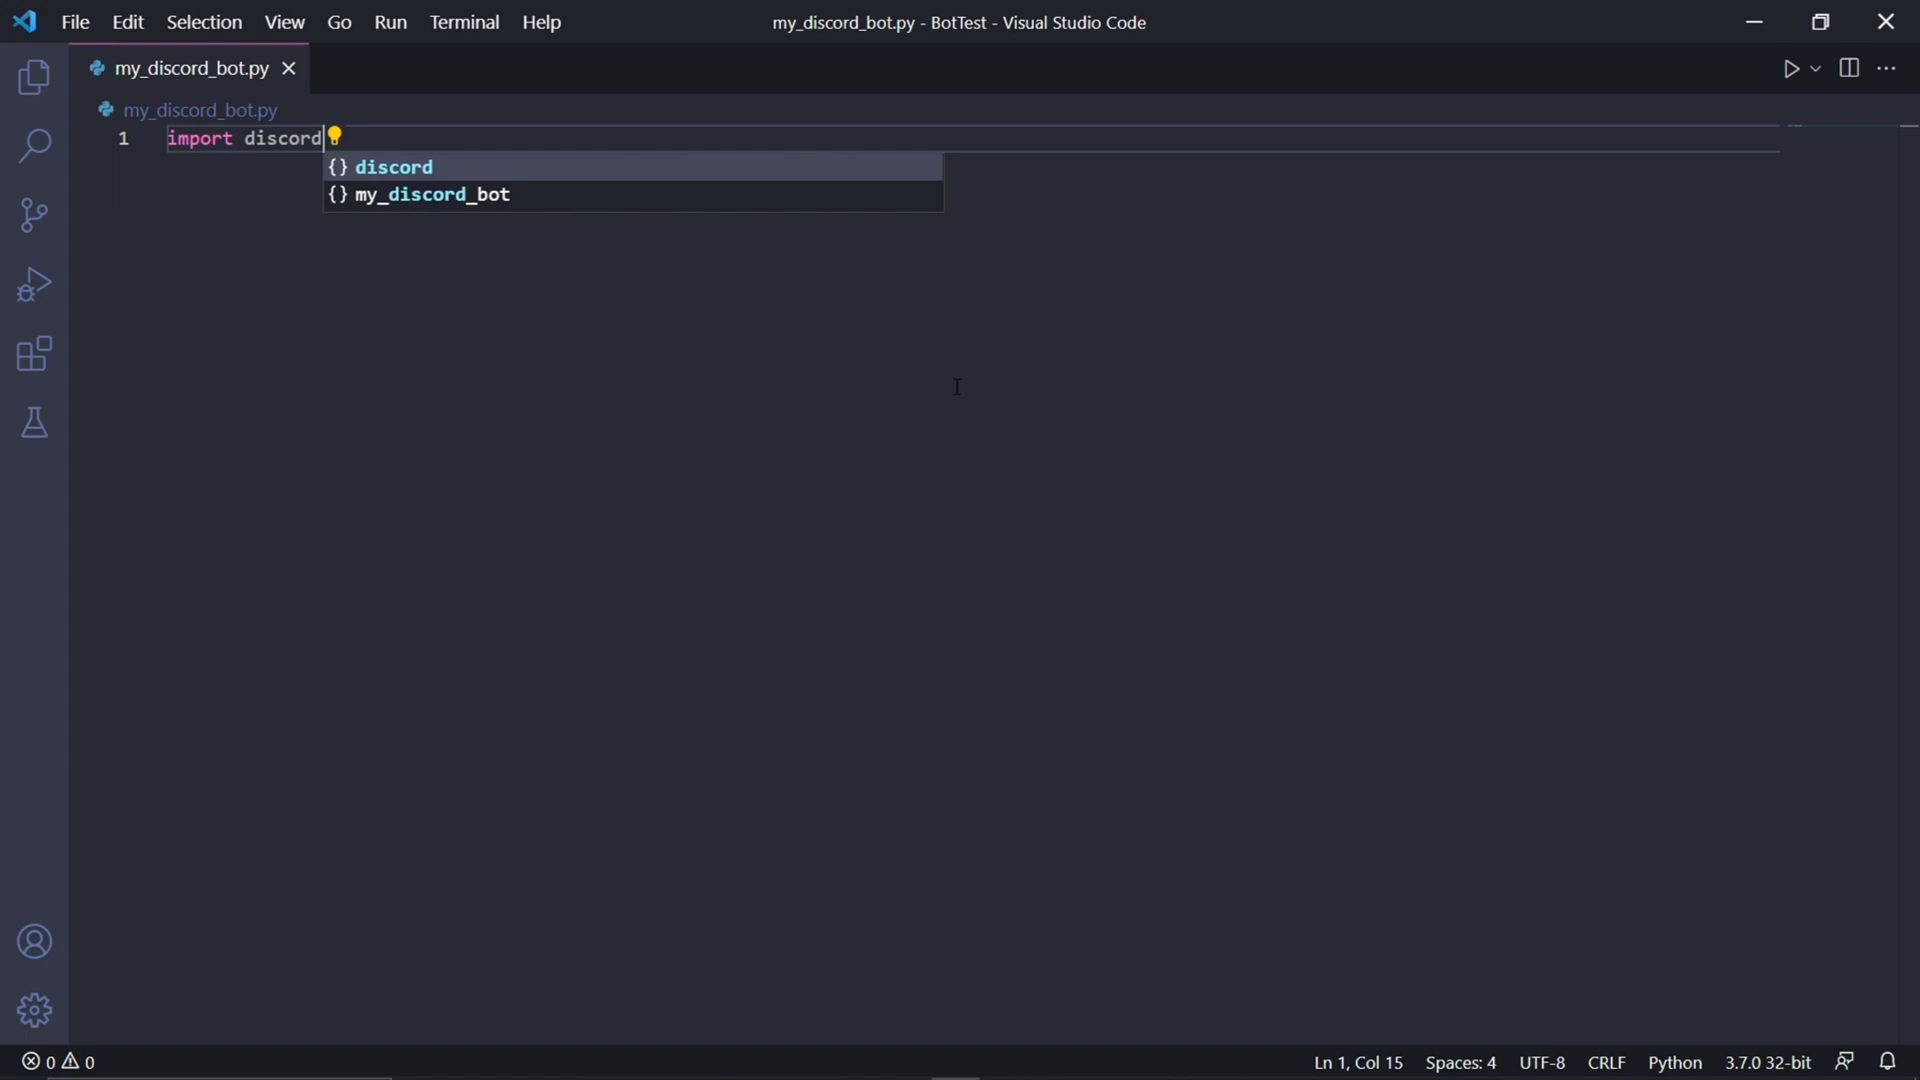 File Edit Selection View Go Run Terminal Help
my_discord_bot.py - BotTest - Visual Studio Code
my_discord_bot.py
my_discord_bot.py
1 import discord
{} discord
{} my_discord_bot
0 0
Ln 1, Col 15 Spaces: 4 UTF-8 CRLF Python 3.7.0 32-bit